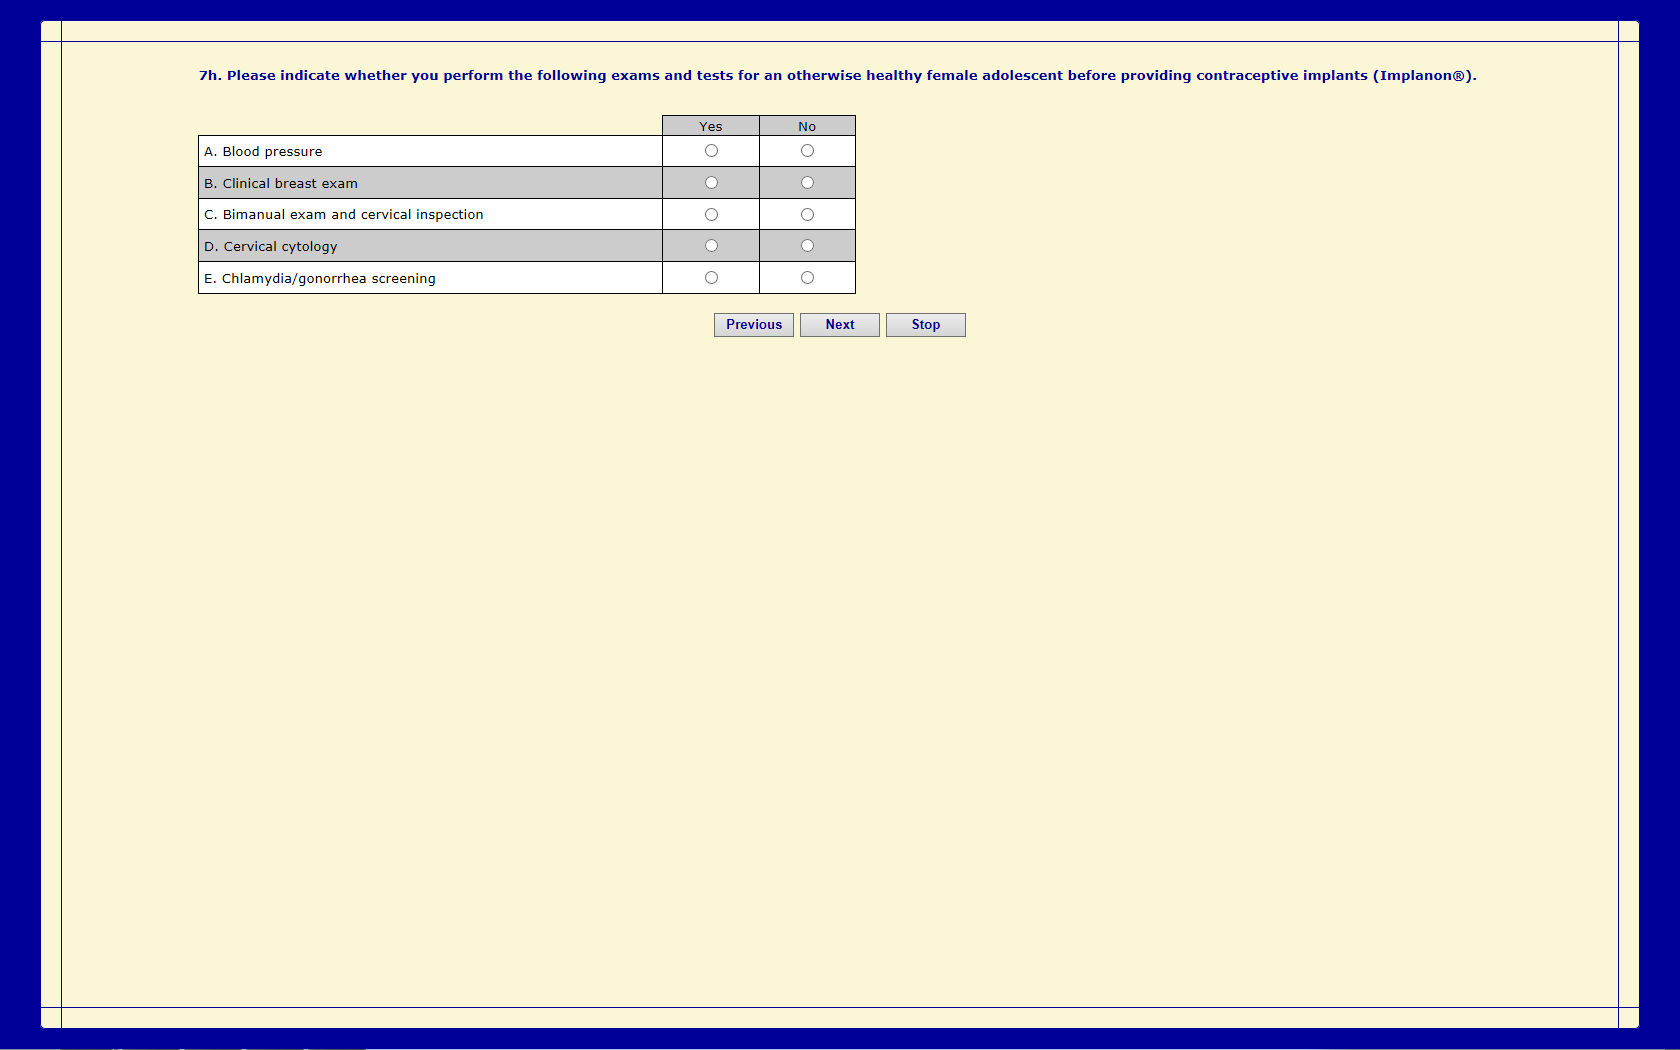 7h. Please indicate whether you perform the following exams and tests for an otherwise healthy female adolescent before providing contraceptive implants (Implanon®).
Yes No
A. Blood pressure
B. Clinical breast exam
C. Bimanual exam and cervical inspection
D. Cervical cytology
E. Chlamydia/gonorrhea screening
Previous Next Stop